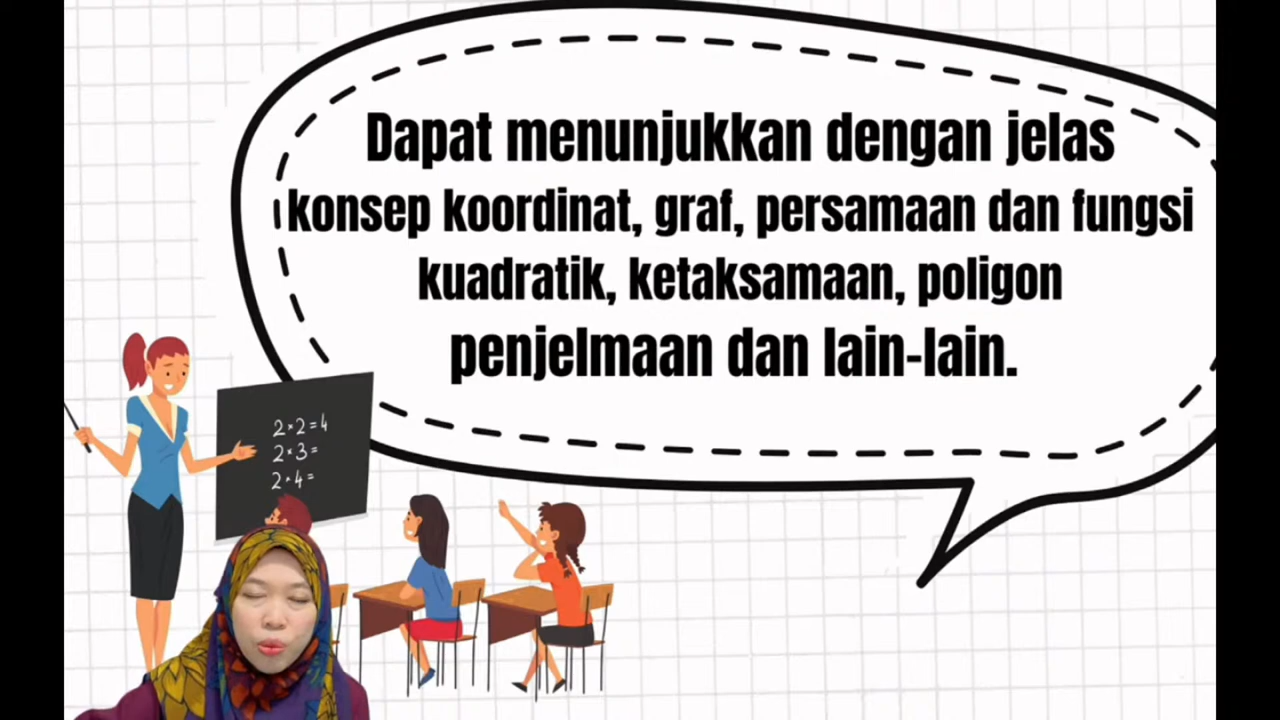 Dapat menunjukkan dengan jelas
konsep koordinat, graf, persamaan dan fungsi
kuadratik, ketaksamaan, poligon
penjelmaan dan lain-lain.
2×2=4
2×3=
2×4=